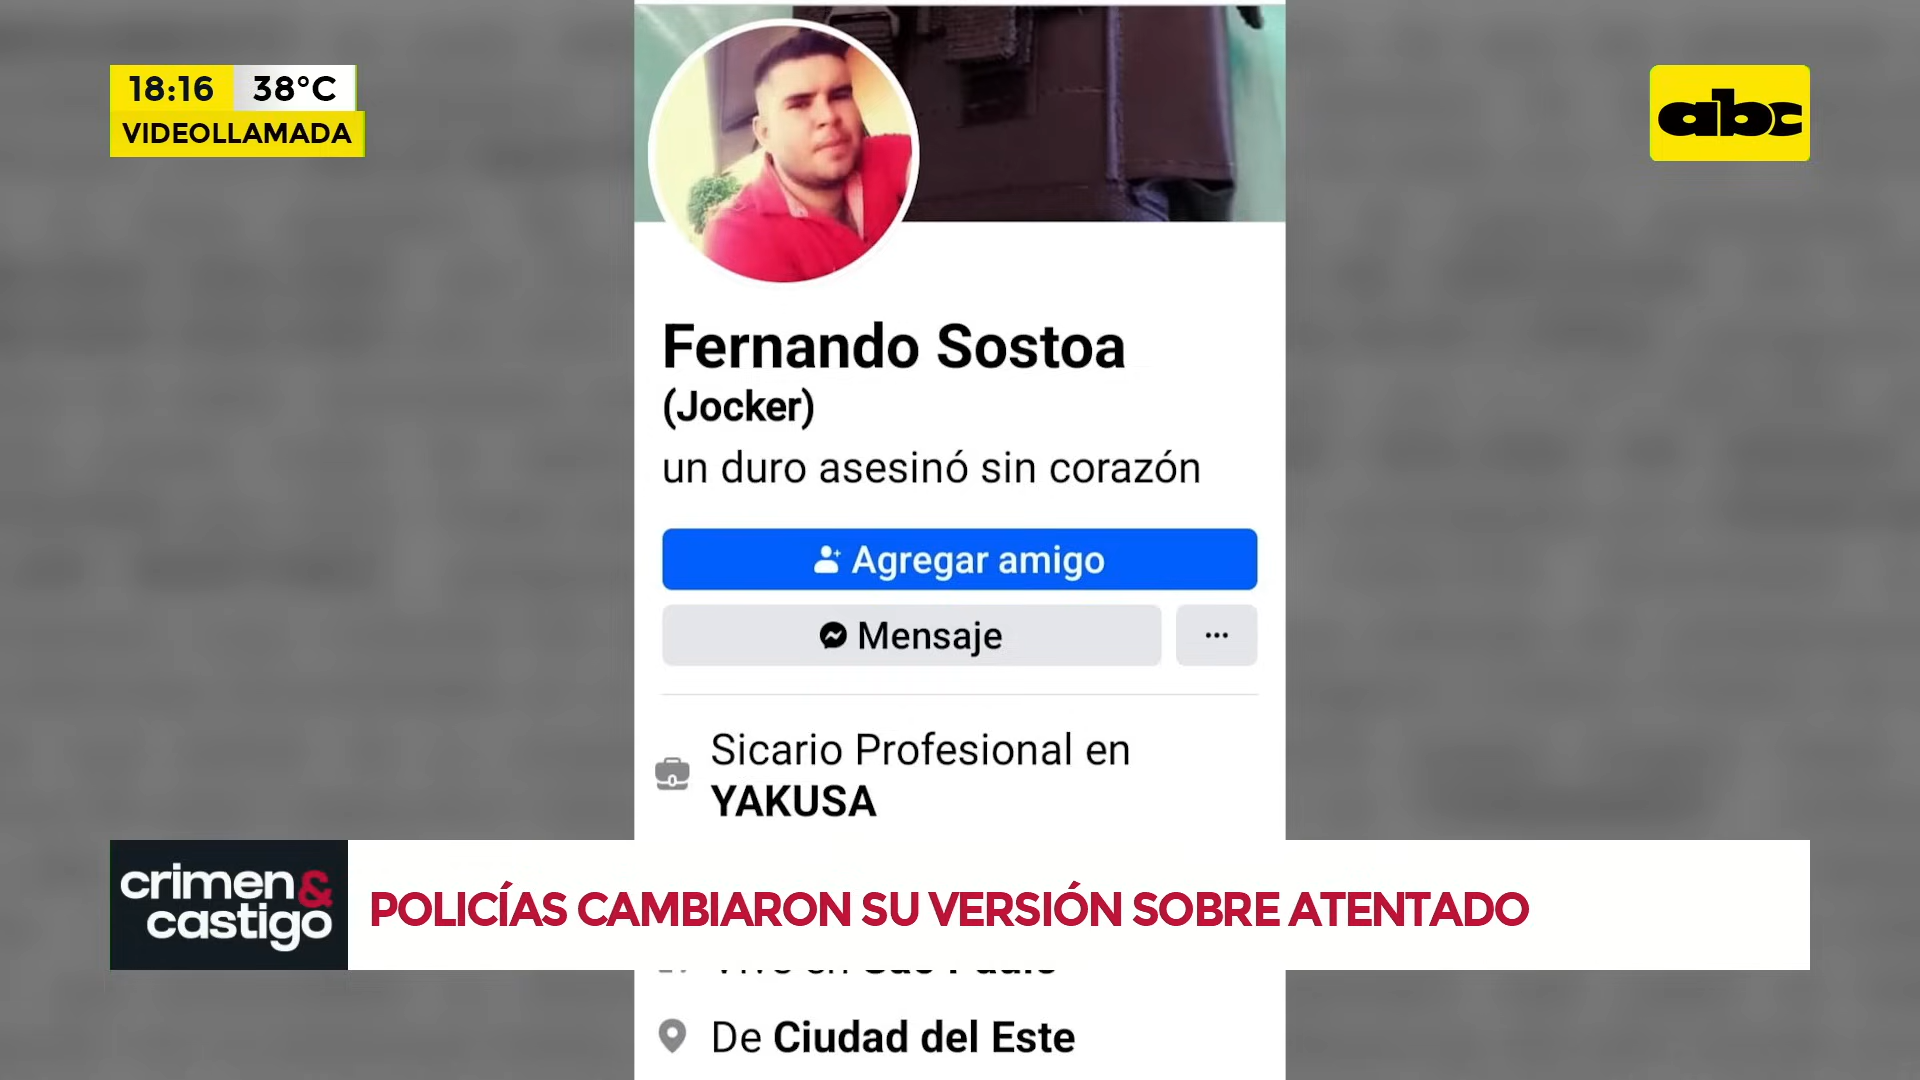 18:16 38°C
VIDEOLLAMADA
abc
Fernando Sostoa
(Jocker)
un duro asesinó sin corazón
Agregar amigo
Mensaje
Sicario Profesional en
YAKUSA
crimen&
castigo
POLICÍAS CAMBIARON SU VERSIÓN SOBRE ATENTADO
De Ciudad del Este